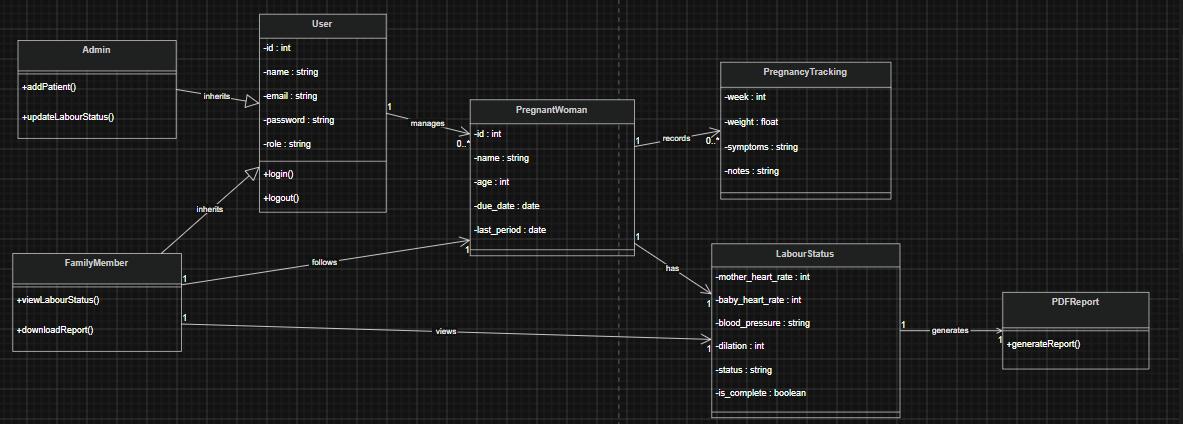 Admin
+addPatient()
+updateLabourStatus()
inherits
User
-id : int
-name : string
-email : string
-password : string
-role : string
+login()
+logout()
inherits
1
manages
0..*
PregnantWoman
-id : int
-name : string
-age : int
-due_date : date
-last_period : date
1
records
0..*
PregnancyTracking
-week : int
-weight : float
-symptoms : string
-notes : string
FamilyMember
+viewLabourStatus()
+downloadReport()
1
follows
1
1
views
1
1
has
1
LabourStatus
-mother_heart_rate : int
-baby_heart_rate : int
-blood_pressure : string
-dilation : int
-status : string
-is_complete : boolean
1
generates
1
PDFReport
+generateReport()